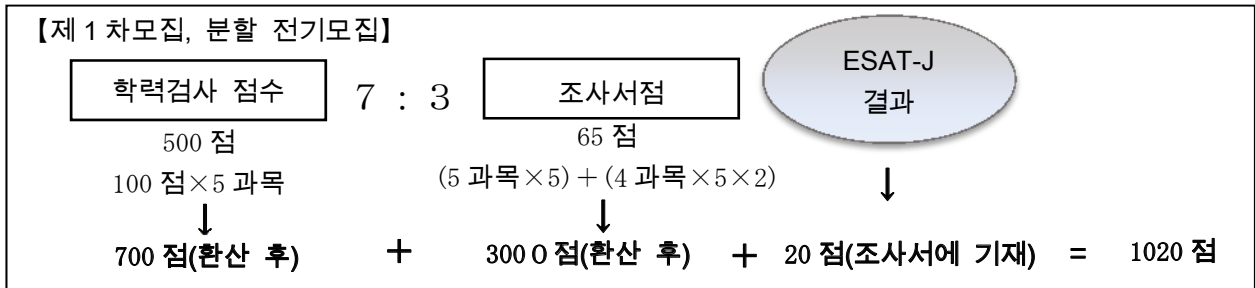 【제 1 차모집, 분할 전기모집】
학력검사 점수 7 : 3 조사서점 ESAT-J
결과
500 점 65 점
100 점×5 과목 (5 과목×5) + (4 과목×5×2) ↓
↓ ↓
700 점(환산 후) + 300 0 점(환산 후) + 20 점(조사서에 기재) = 1020 점